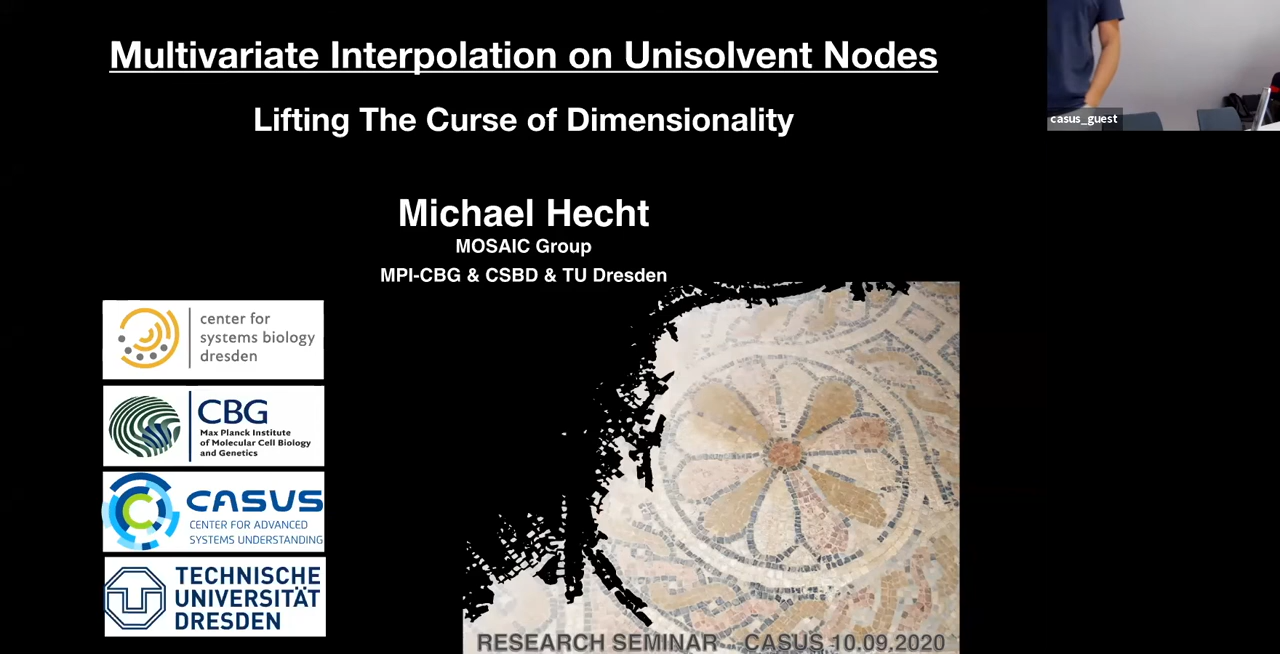 Multivariate Interpolation on Unisolvent Nodes
Lifting The Curse of Dimensionality
casus_guest
Michael Hecht
MOSAIC Group
MPI-CBG & CSBD & TU Dresden
center for
systems biology
dresden
CBG
Max Planck Institute
of Molecular Cell Biology
and Genetics
CASUS
CENTER FOR ADVANCED
SYSTEMS UNDERSTANDING
TECHNISCHE
UNIVERSITÄT
DRESDEN
RESEARCH SEMINAR - CASUS 10.09.2020